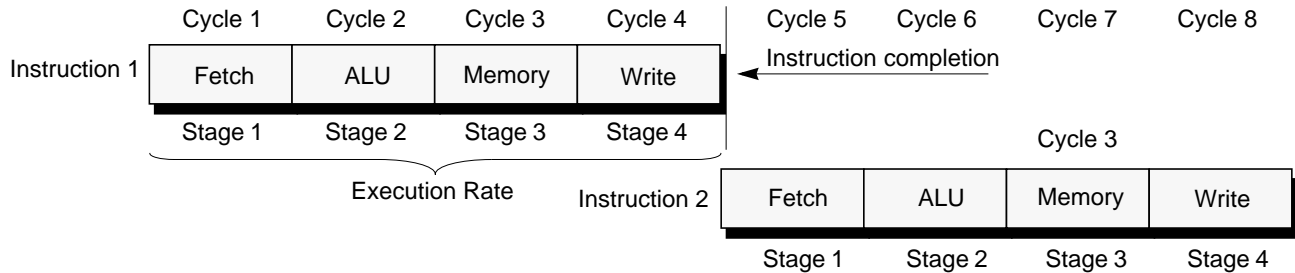 Cycle 1 Cycle 2 Cycle 3 Cycle 4 Cycle 5 Cycle 6 Cycle 7 Cycle 8
Instruction 1 Fetch ALU Memory Write Instruction completion
Stage 1 Stage 2 Stage 3 Stage 4
Cycle 3
Execution Rate
Instruction 2 Fetch ALU Memory Write
Stage 1 Stage 2 Stage 3 Stage 4